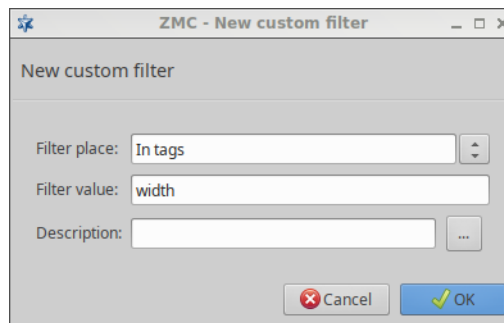 ZMC - New custom filter
New custom filter
Filter place: In tags
Filter value: width
Description: ...
Cancel OK